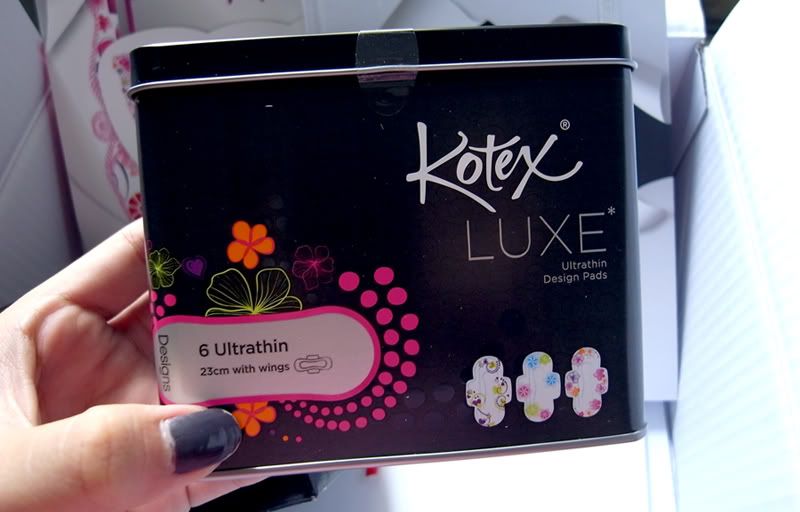 Kotex®
LUXE*
Ultrathin
Design Pads
6 Ultrathin
23cm with wings
Designs